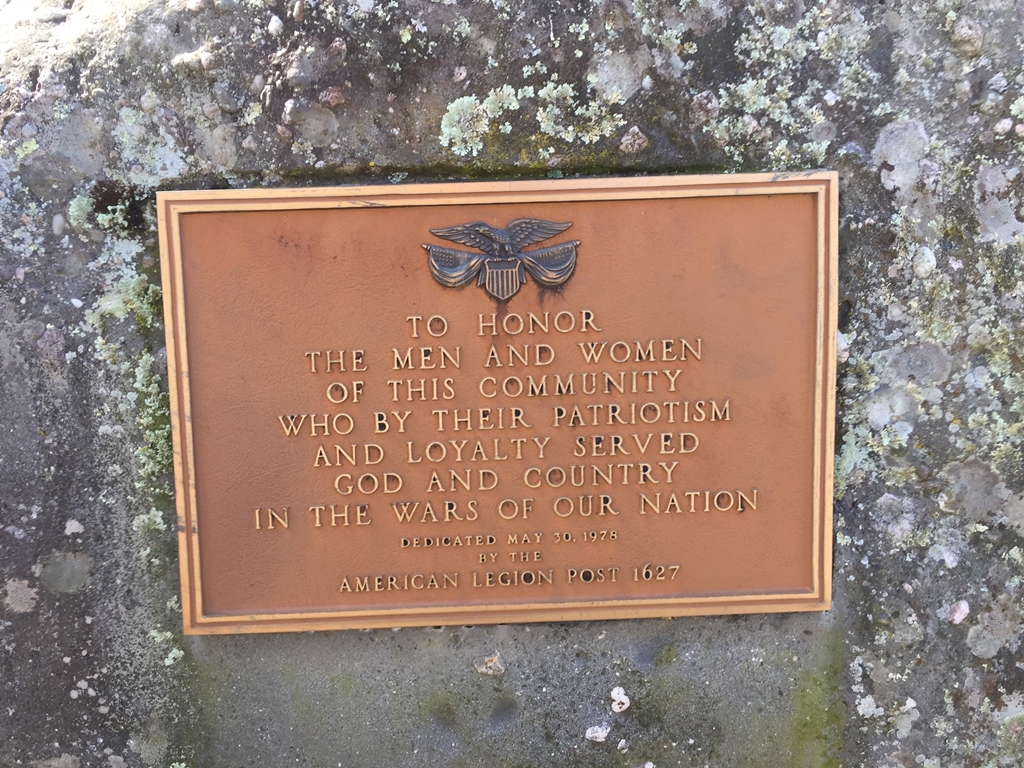 TO HONOR
THE MEN AND WOMEN
OF THIS COMMUNITY
WHO BY THEIR PATRIOTISM
AND LOYALTY SERVED
GOD AND COUNTRY
IN THE WARS OF OUR NATION
DEDICATED MAY 30, 1978
BY THE
AMERICAN LEGION POST 1627